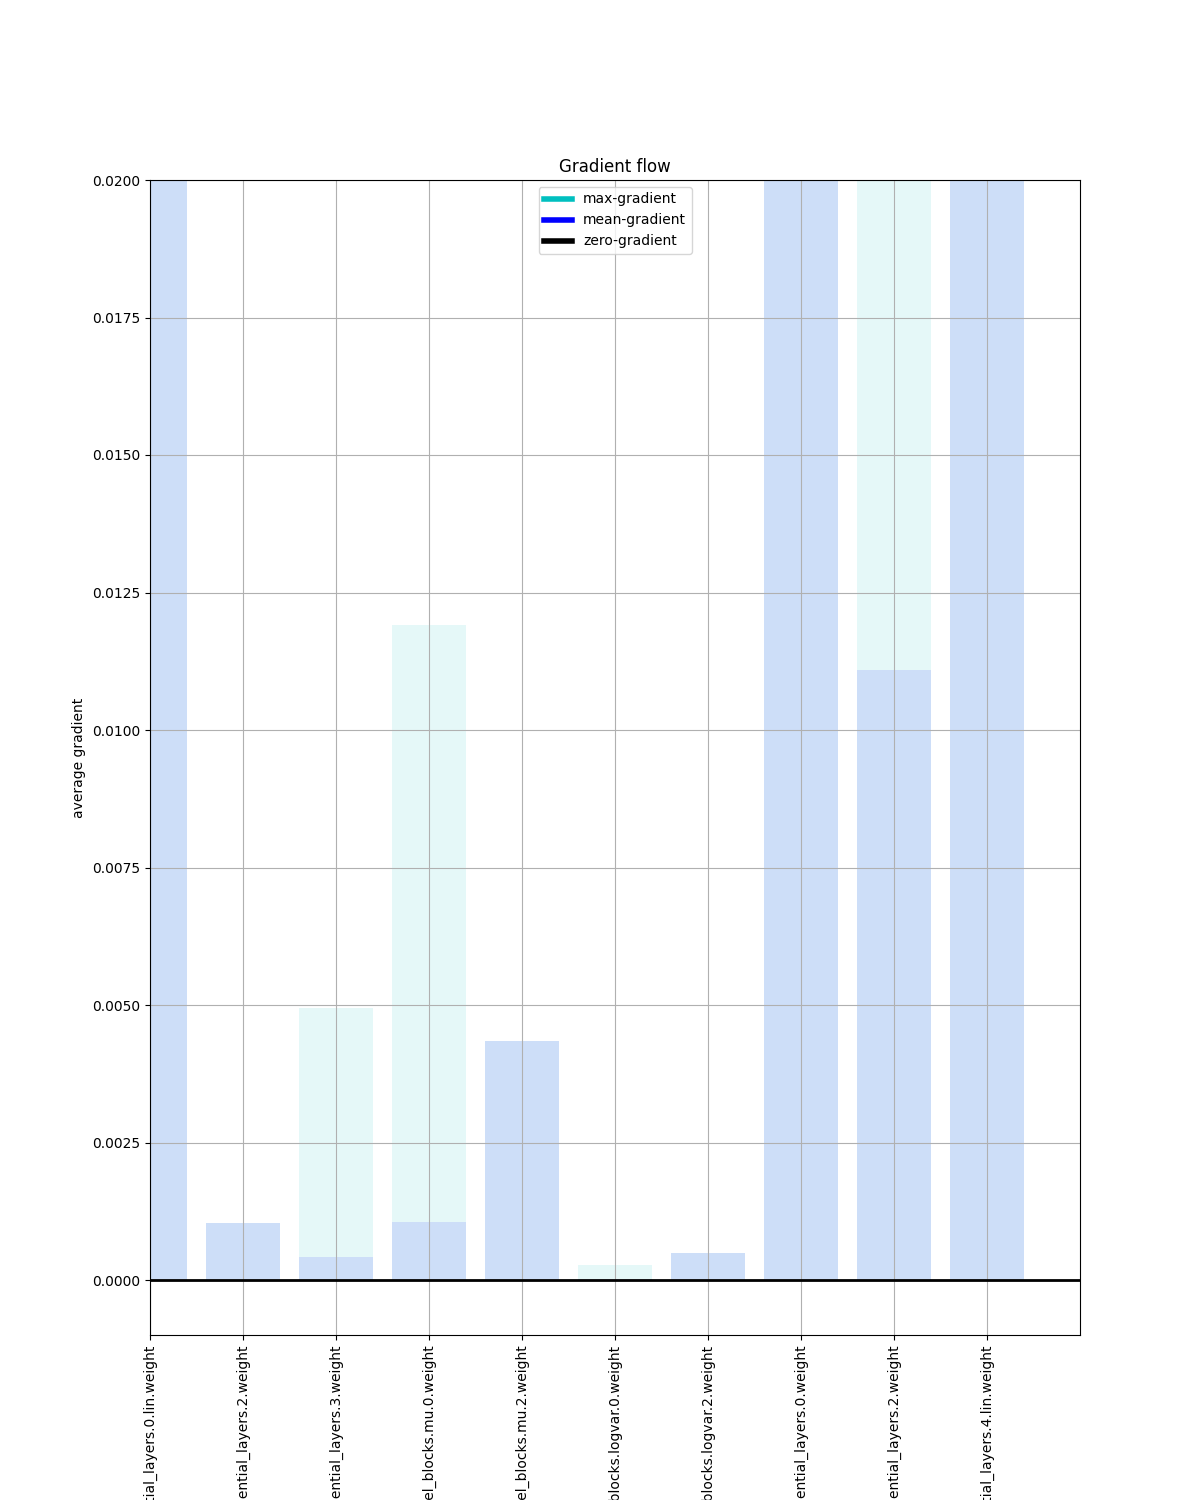 Gradient flow
max-gradient
mean-gradient
zero-gradient
0.0200
0.0175
0.0150
0.0125
0.0100
0.0075
0.0050
0.0025
0.0000
average gradient
tial_layers.0.lin.weight
ential_layers.2.weight
ential_layers.3.weight
el_blocks.mu.0.weight
el_blocks.mu.2.weight
blocks.logvar.0.weight
blocks.logvar.2.weight
ential_layers.0.weight
ential_layers.2.weight
tial_layers.4.lin.weight